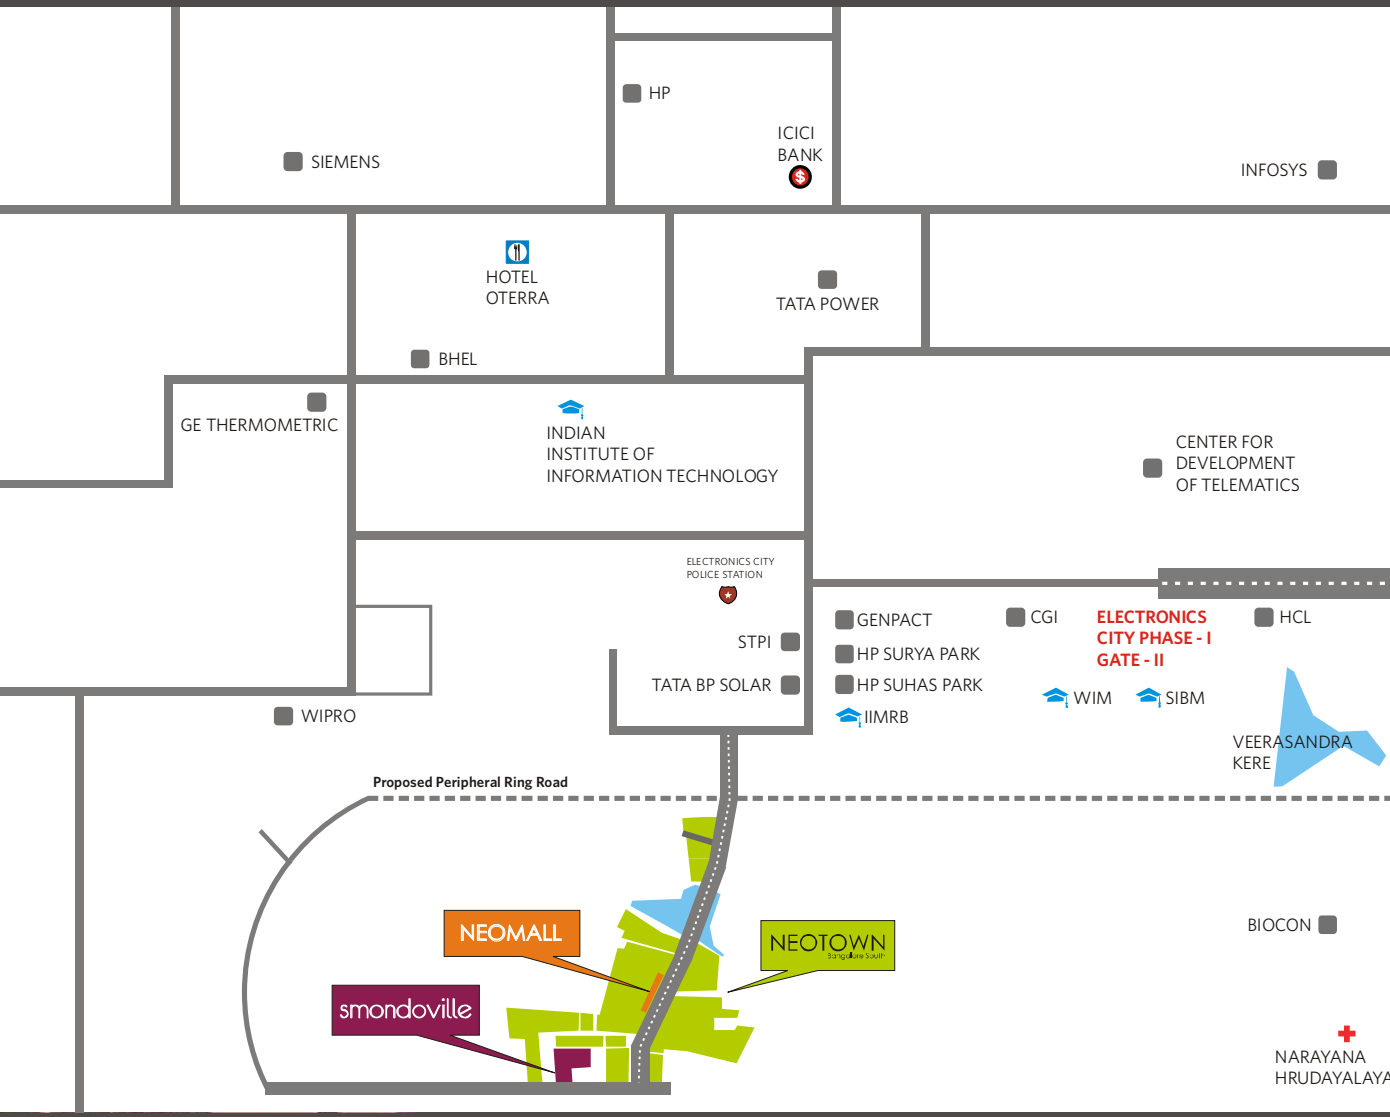 HP
ICICI
BANK
SIEMENS
INFOSYS
HOTEL
OTERRA
TATA POWER
BHEL
GE THERMOMETRIC
INDIAN
INSTITUTE OF
INFORMATION TECHNOLOGY
CENTER FOR
DEVELOPMENT
OF TELEMATICS
ELECTRONICS CITY
POLICE STATION
STPI
TATA BP SOLAR
GENPACT
HP SURYA PARK
HP SUHAS PARK
IIMRB
CGI
ELECTRONICS
CITY PHASE - I
GATE - II
HCL
WIM
SIBM
WIPRO
VEERASANDRA
KERE
Proposed Peripheral Ring Road
NEOMALL
NEOTOWN
Bangalore South
BIOCON
smondoville
NARAYANA
HRUDAYALAYA